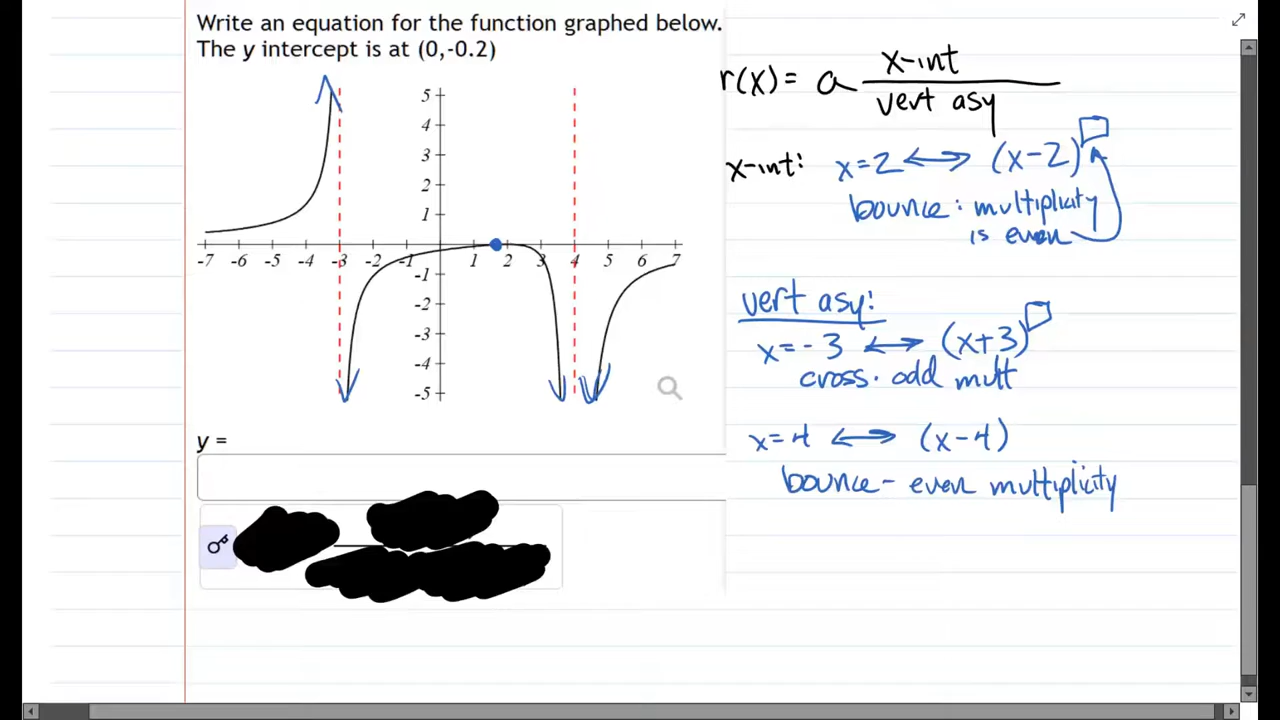 Write an equation for the function graphed below.
The y intercept is at (0,-0.2)
5
4
3
2
1
-7 -6 -5 -4 -3 -2 -1 1 2 3 4 5 6 7
-1
-2
-3
-4
-5
y =
r(x) = a x-int
vert asy
x-int: x=2 ↔ (x-2)□
bounce: multiplicity
is even
vert asy:
x=-3 ↔ (x+3)□
cross. odd mult
x=4 ↔ (x-4)
bounce - even multiplicity